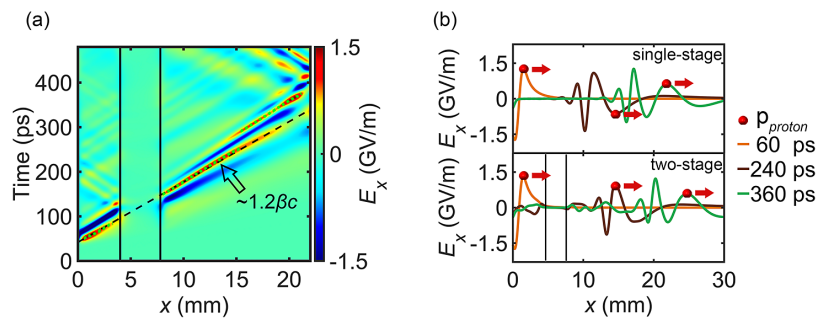 (a)
1.5
0
-1.5
E_x (GV/m)
500
400
300
200
100
0
Time (ps)
~1.2βc
0 5 10 15 20
x (mm)
(b)
single-stage
1.5
0
-1.5
E_x (GV/m)
two-stage
1.5
0
-1.5
E_x (GV/m)
0 5 10 15 20 25 30
x (mm)
p_proton
60 ps
240 ps
360 ps